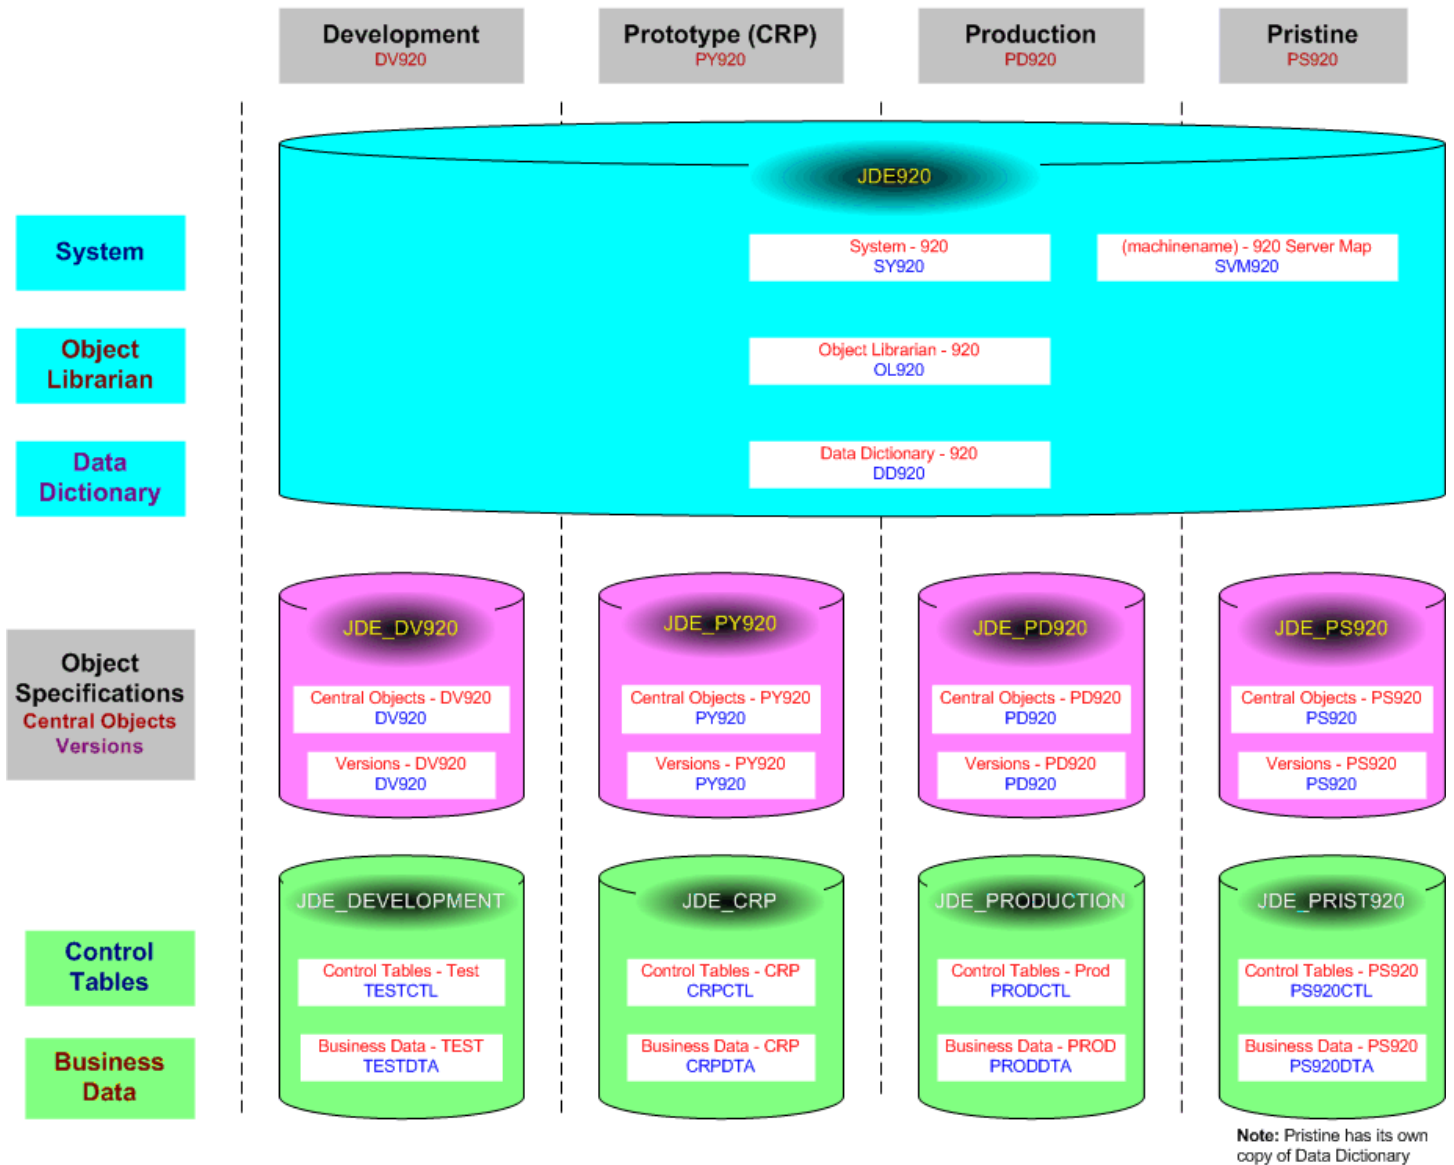 Development
DV920
Prototype (CRP)
PY920
Production
PD920
Pristine
PS920
JDE920
System
System - 920
SY920
(machinename) - 920 Server Map
SVM920
Object
Librarian
Object Librarian - 920
OL920
Data
Dictionary
Data Dictionary - 920
DD920
Object
Specifications
Central Objects
Versions
JDE_DV920
Central Objects - DV920
DV920
Versions - DV920
DV920
JDE_PY920
Central Objects - PY920
PY920
Versions - PY920
PY920
JDE_PD920
Central Objects - PD920
PD920
Versions - PD920
PD920
JDE_PS920
Central Objects - PS920
PS920
Versions - PS920
PS920
Control
Tables
Business
Data
JDE_DEVELOPMENT
Control Tables - Test
TESTCTL
Business Data - TEST
TESTDTA
JDE_CRP
Control Tables - CRP
CRPCTL
Business Data - CRP
CRPDTA
JDE_PRODUCTION
Control Tables - Prod
PRODCTL
Business Data - PROD
PRODDTA
JDE_PRIST920
Control Tables - PS920
PS920CTL
Business Data - PS920
PS920DTA
Note: Pristine has its own
copy of Data Dictionary